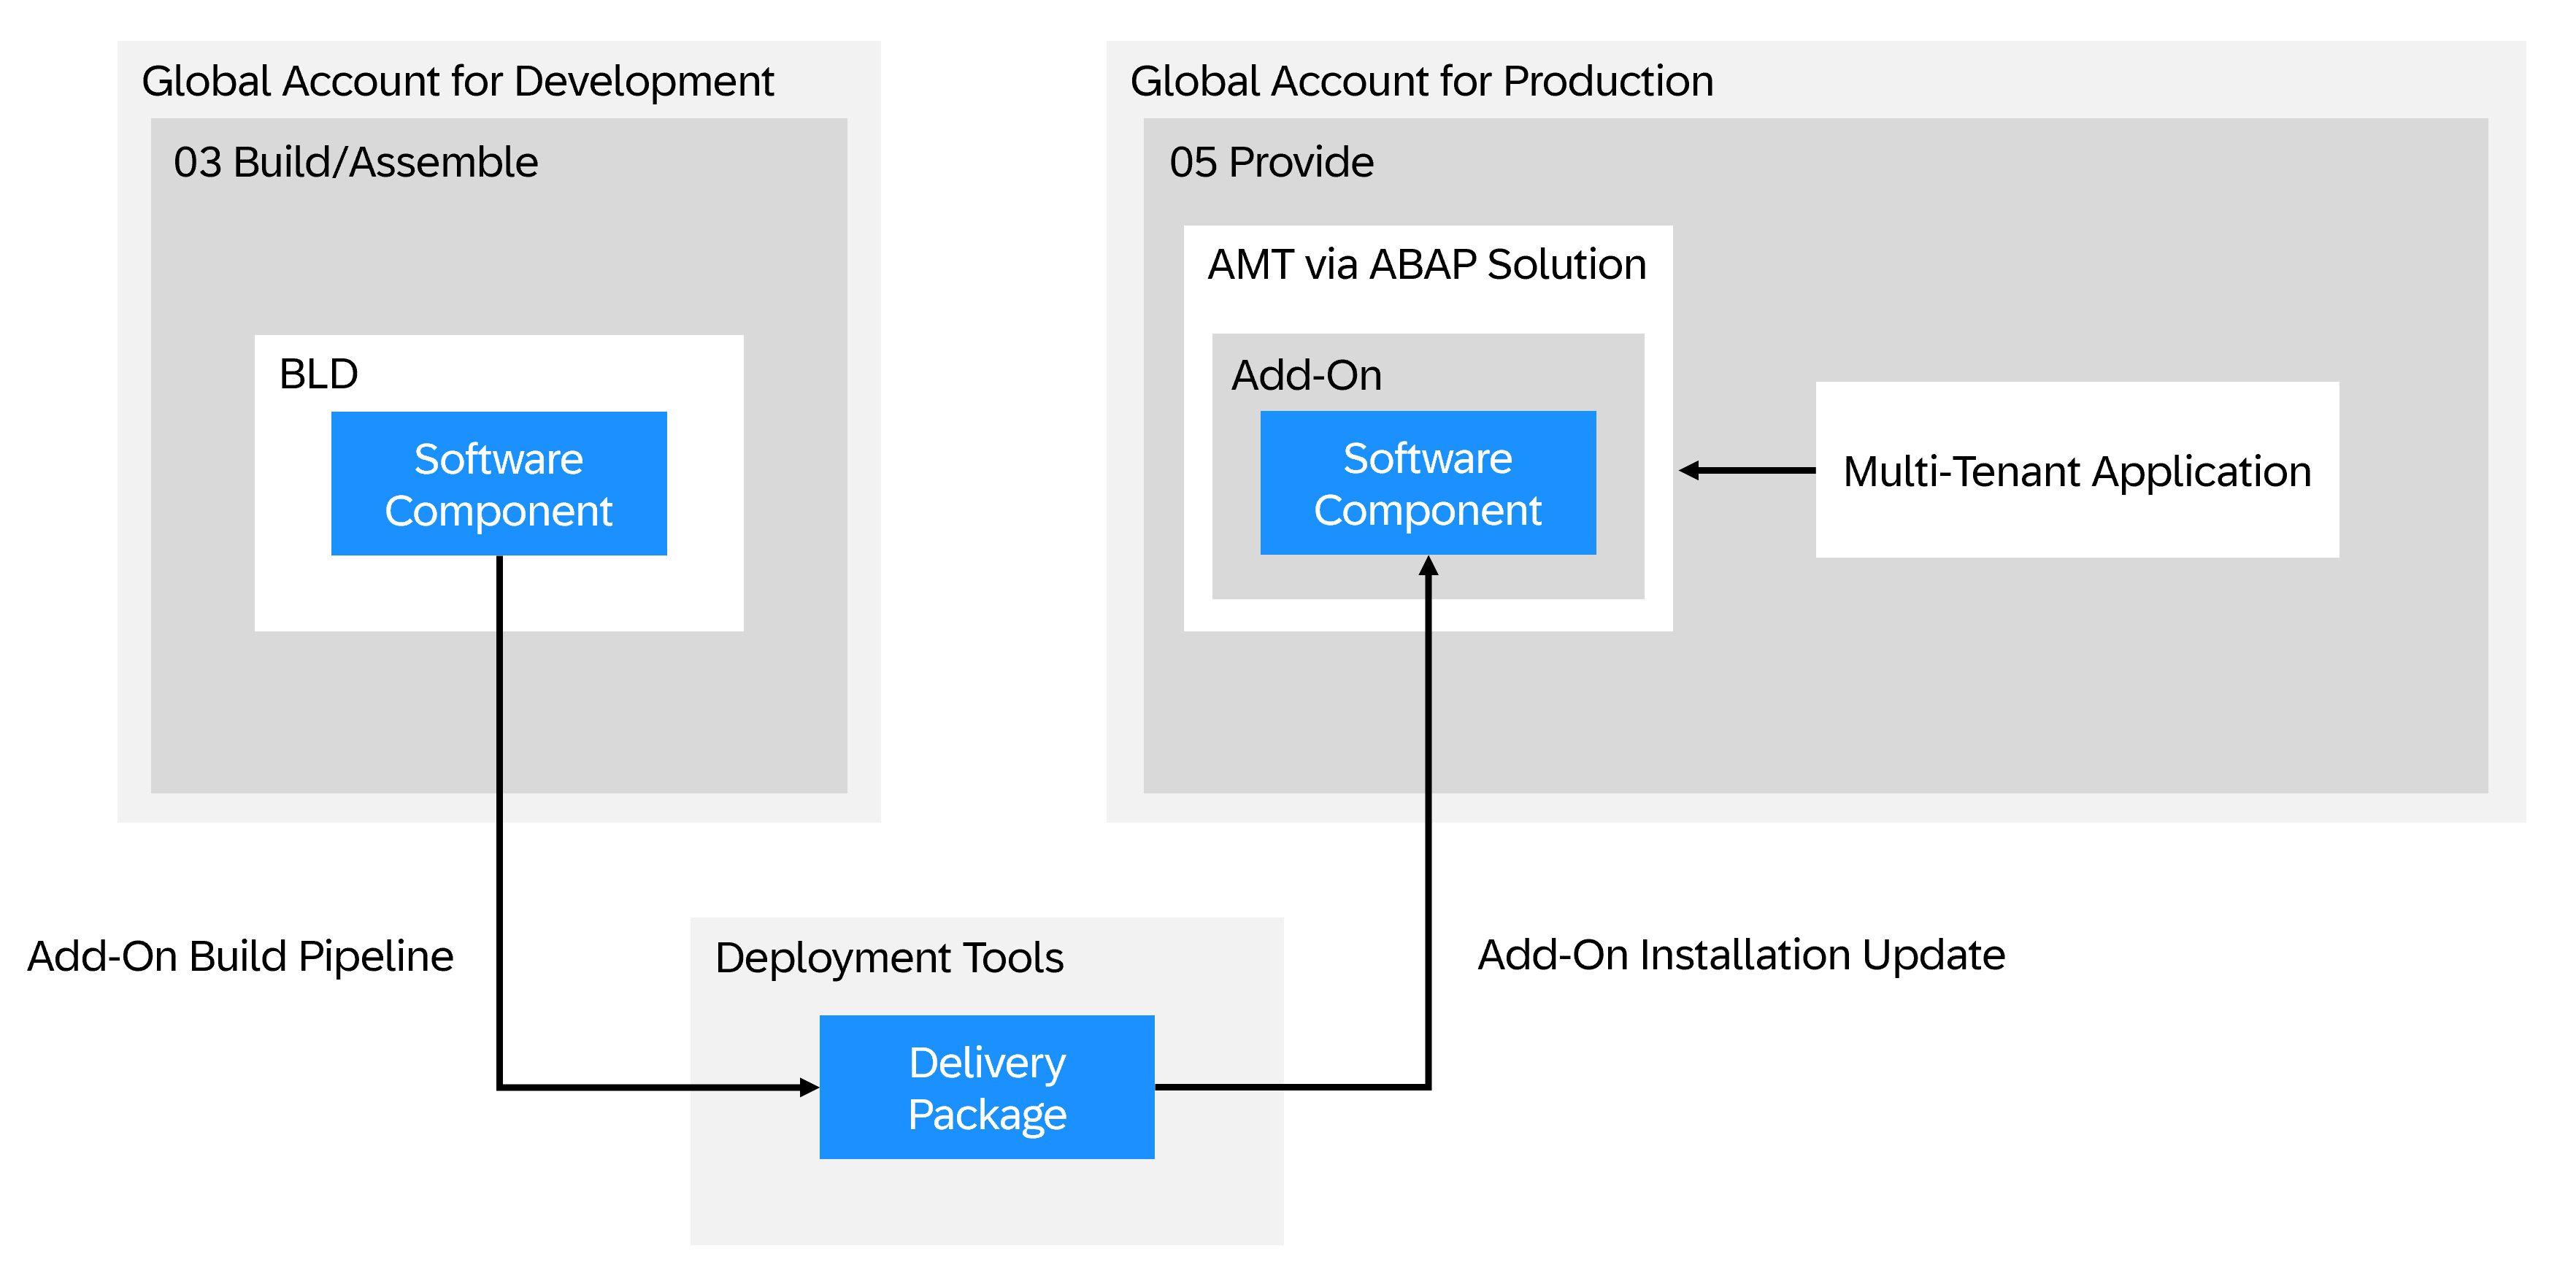 Global Account for Development
03 Build/Assemble
BLD
Software
Component
Global Account for Production
05 Provide
AMT via ABAP Solution
Add-On
Software
Component
Multi-Tenant Application
Add-On Build Pipeline
Deployment Tools
Delivery
Package
Add-On Installation Update